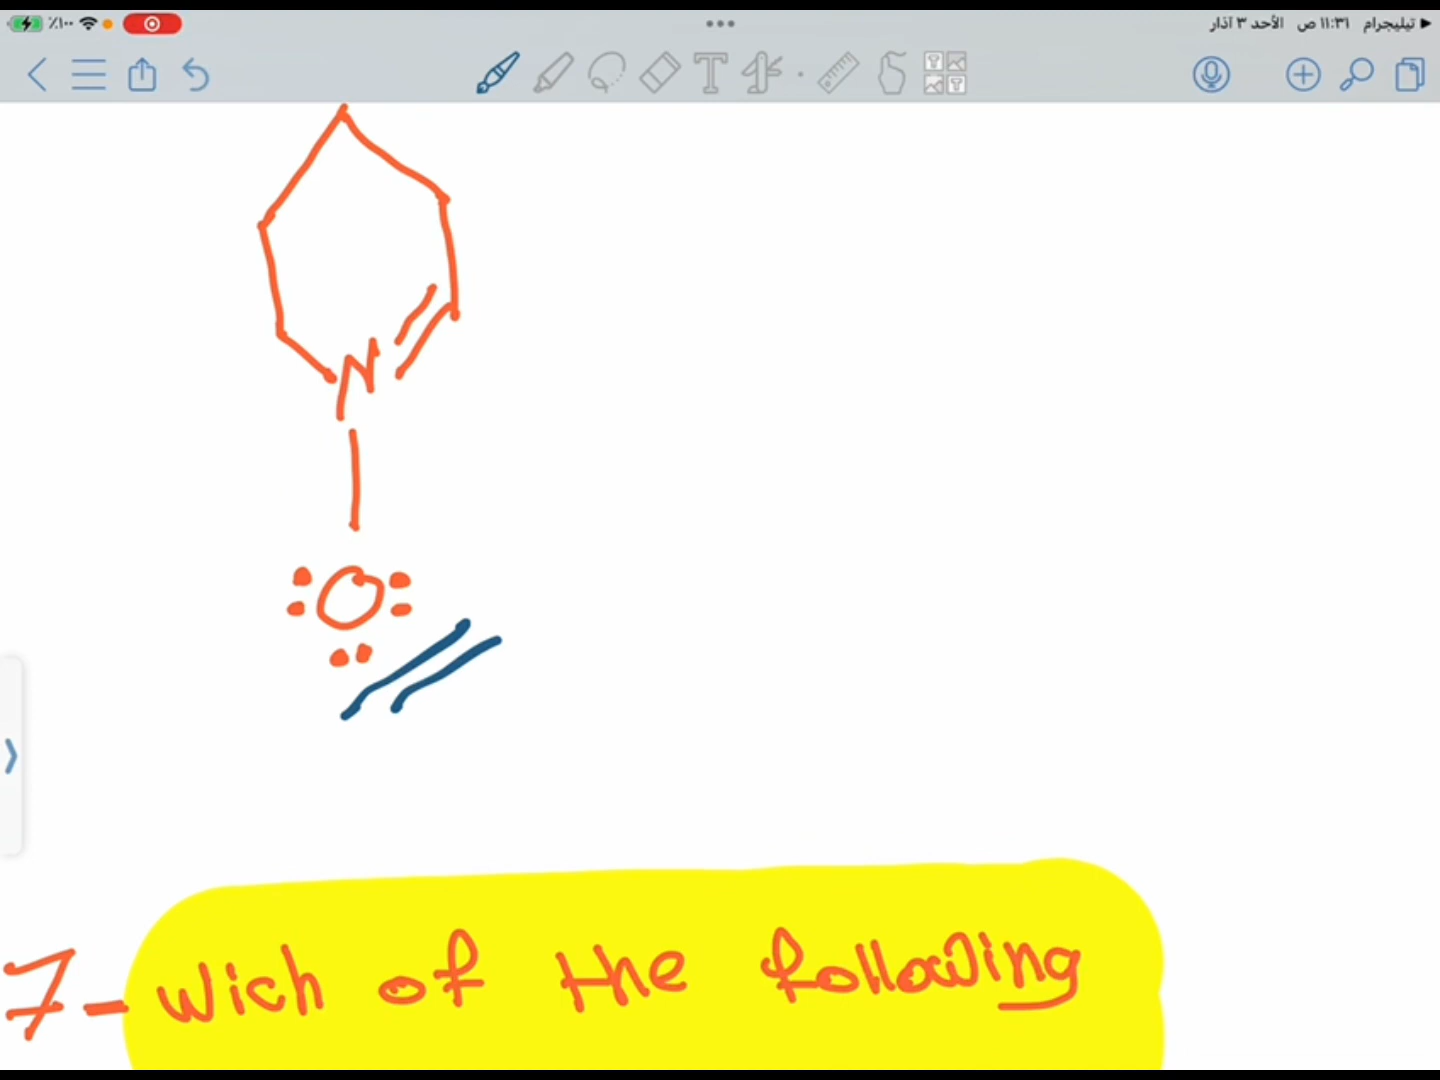 ٪١٠٠ الأحد ٣ آذار ١١:٣١ ص تيليجرام ◀
T
N
:O:
7- Wich of the following